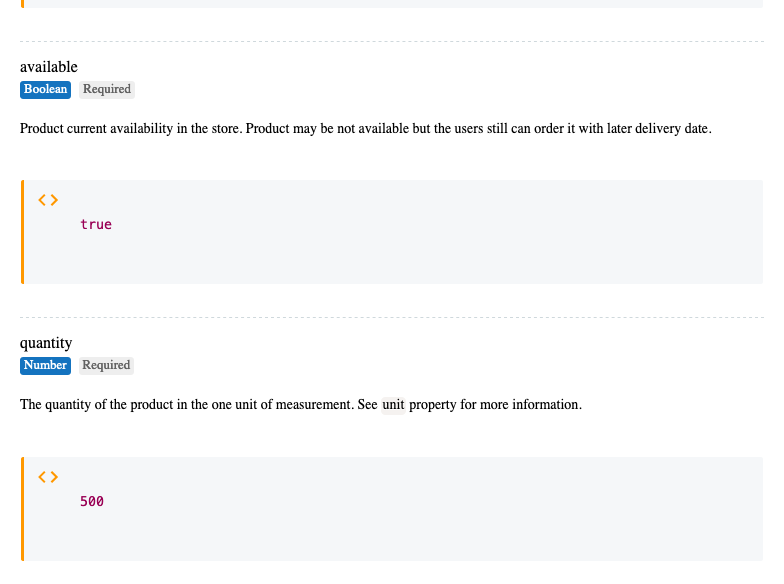 available
Boolean Required
Product current availability in the store. Product may be not available but the users still can order it with later delivery date.
<>
true
quantity
Number Required
The quantity of the product in the one unit of measurement. See unit property for more information.
<>
500